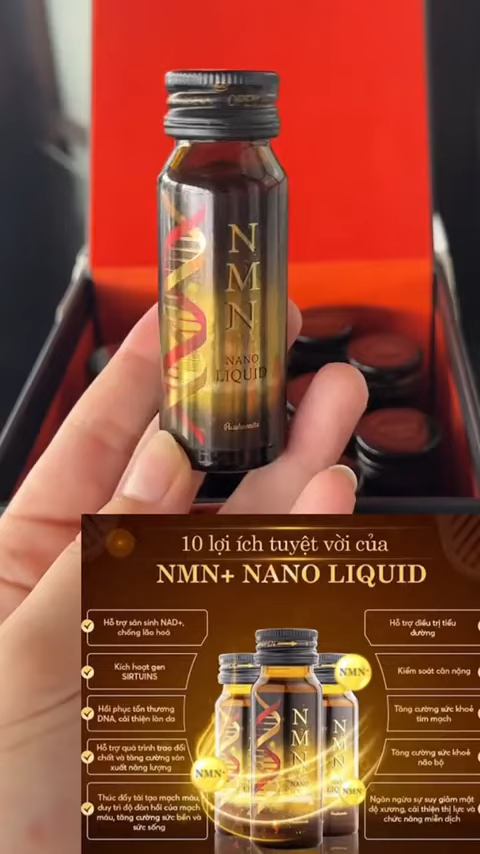 OPEN
N
M
N
NANO
LIQUID
10 lợi ích tuyệt vời của
NMN+ NANO LIQUID
Hỗ trợ sản sinh NAD+,
chống lão hoá
Kích hoạt gen
SIRTUINS
Hồi phục tổn thương
DNA, cải thiện làn da
Hỗ trợ quá trình trao đổi
chất và tăng cường sản
xuất năng lượng
Thúc đẩy tái tạo mạch máu,
duy trì độ đàn hồi của mạch
máu, tăng cường sức bền và
sức sống
Hỗ trợ điều trị tiểu
đường
Kiểm soát cân nặng
Tăng cường sức khoẻ
tim mạch
Tăng cường sức khoẻ
não bộ
Ngăn ngừa sự suy giảm mật
độ xương, cải thiện thị lực và
chức năng miễn dịch
OPEN
N
M
N
NANO
LIQUID
NMN+
NMN+
NMN+